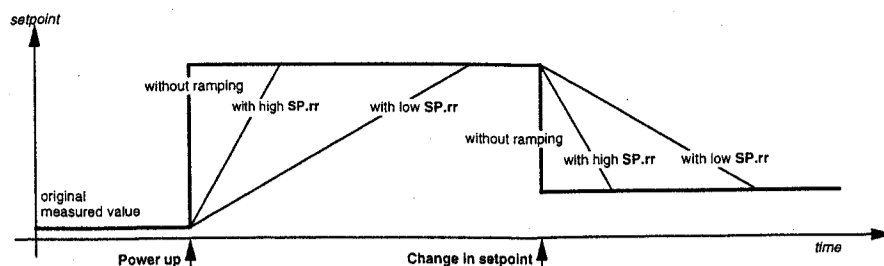 setpoint
without ramping
with high SP.rr
with low SP.rr
without ramping
with high SP.rr
with low SP.rr
original
measured value
time
Power up
Change in setpoint